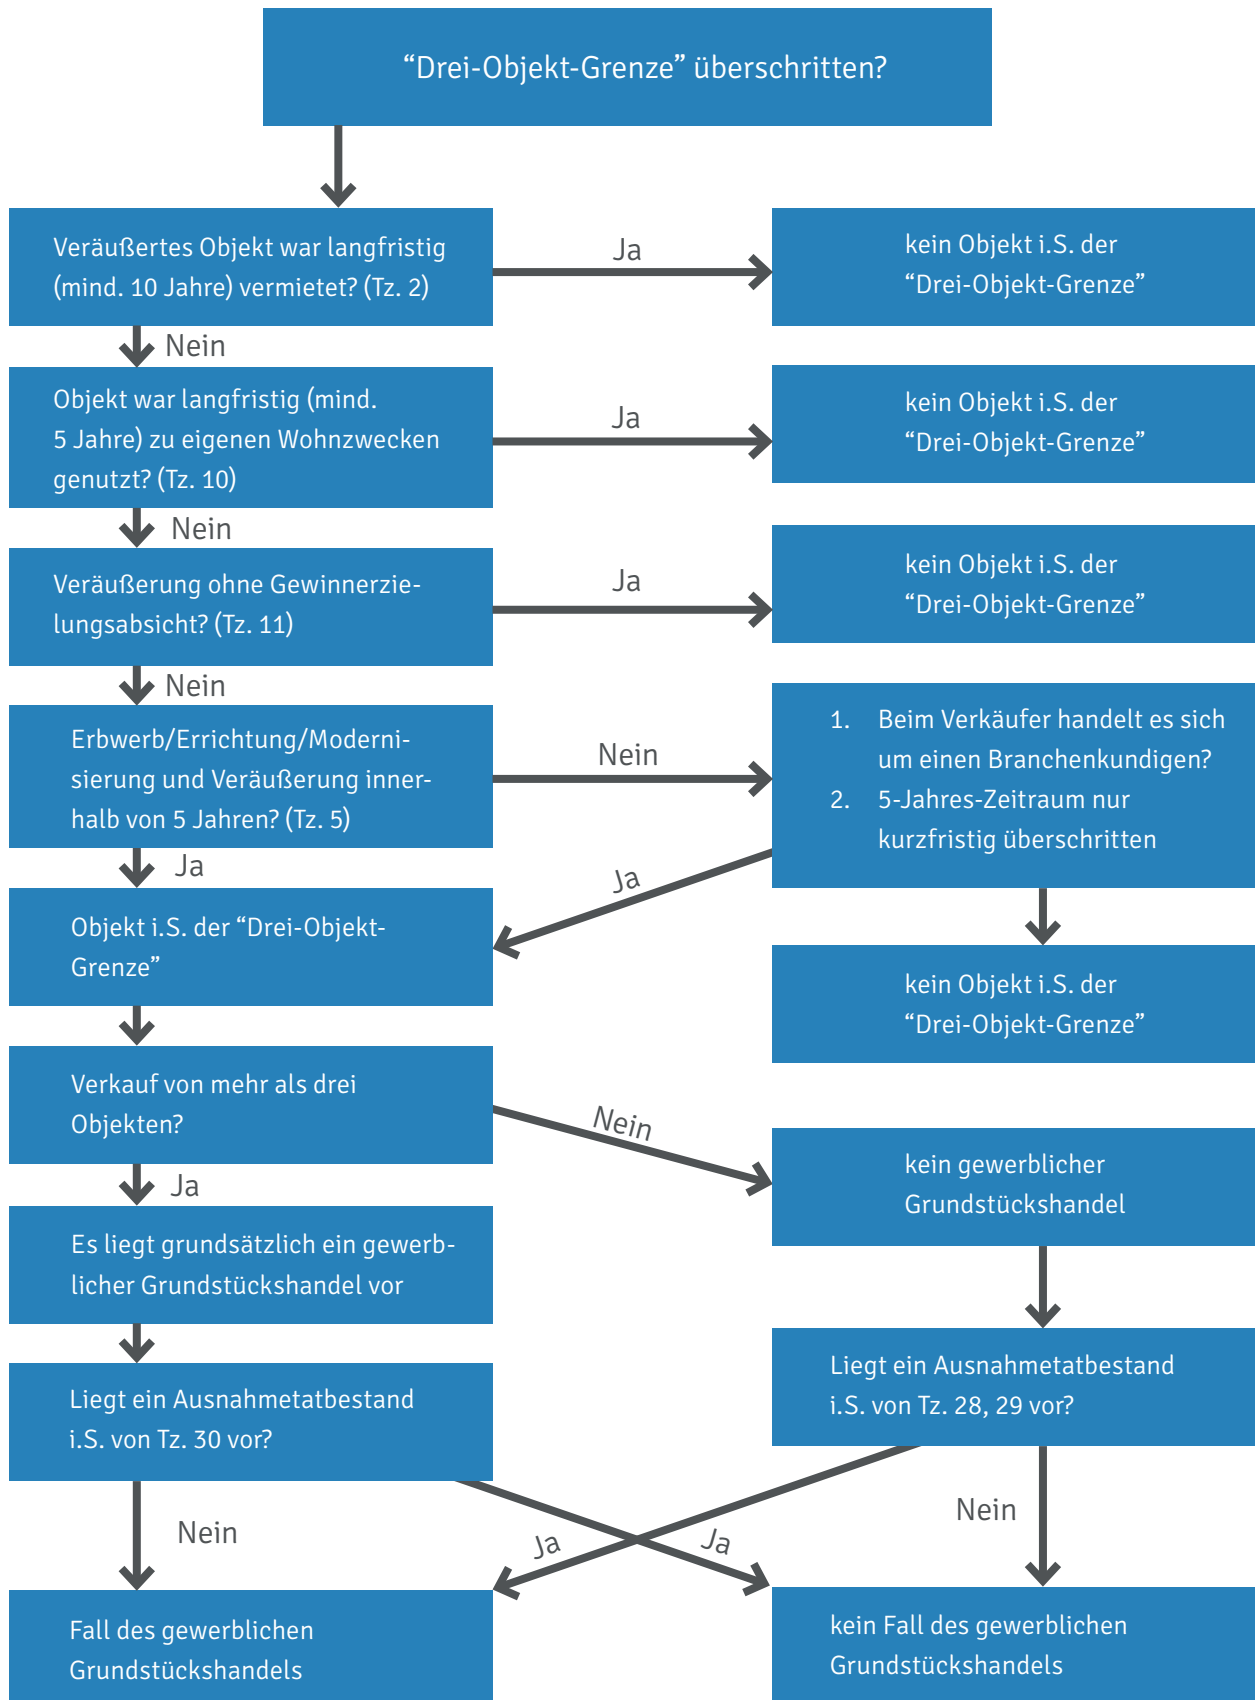 “Drei-Objekt-Grenze” überschritten?
Veräußertes Objekt war langfristig
(mind. 10 Jahre) vermietet? (Tz. 2)
Ja
kein Objekt i.S. der
“Drei-Objekt-Grenze”
Nein
Objekt war langfristig (mind.
5 Jahre) zu eigenen Wohnzwecken
genutzt? (Tz. 10)
Ja
kein Objekt i.S. der
“Drei-Objekt-Grenze”
Nein
Veräußerung ohne Gewinnerzie-
lungsabsicht? (Tz. 11)
Ja
kein Objekt i.S. der
“Drei-Objekt-Grenze”
Nein
Erbwerb/Errichtung/Moderni-
sierung und Veräußerung inner-
halb von 5 Jahren? (Tz. 5)
Nein
1. Beim Verkäufer handelt es sich
um einen Branchenkundigen?
2. 5-Jahres-Zeitraum nur
kurzfristig überschritten
Ja
Ja
Objekt i.S. der “Drei-Objekt-
Grenze”
kein Objekt i.S. der
“Drei-Objekt-Grenze”
Verkauf von mehr als drei
Objekten?
Nein
kein gewerblicher
Grundstückshandel
Ja
Es liegt grundsätzlich ein gewerb-
licher Grundstückshandel vor
Liegt ein Ausnahmetatbestand
i.S. von Tz. 30 vor?
Liegt ein Ausnahmetatbestand
i.S. von Tz. 28, 29 vor?
Nein
Ja
Ja
Nein
Fall des gewerblichen
Grundstückshandels
kein Fall des gewerblichen
Grundstückshandels